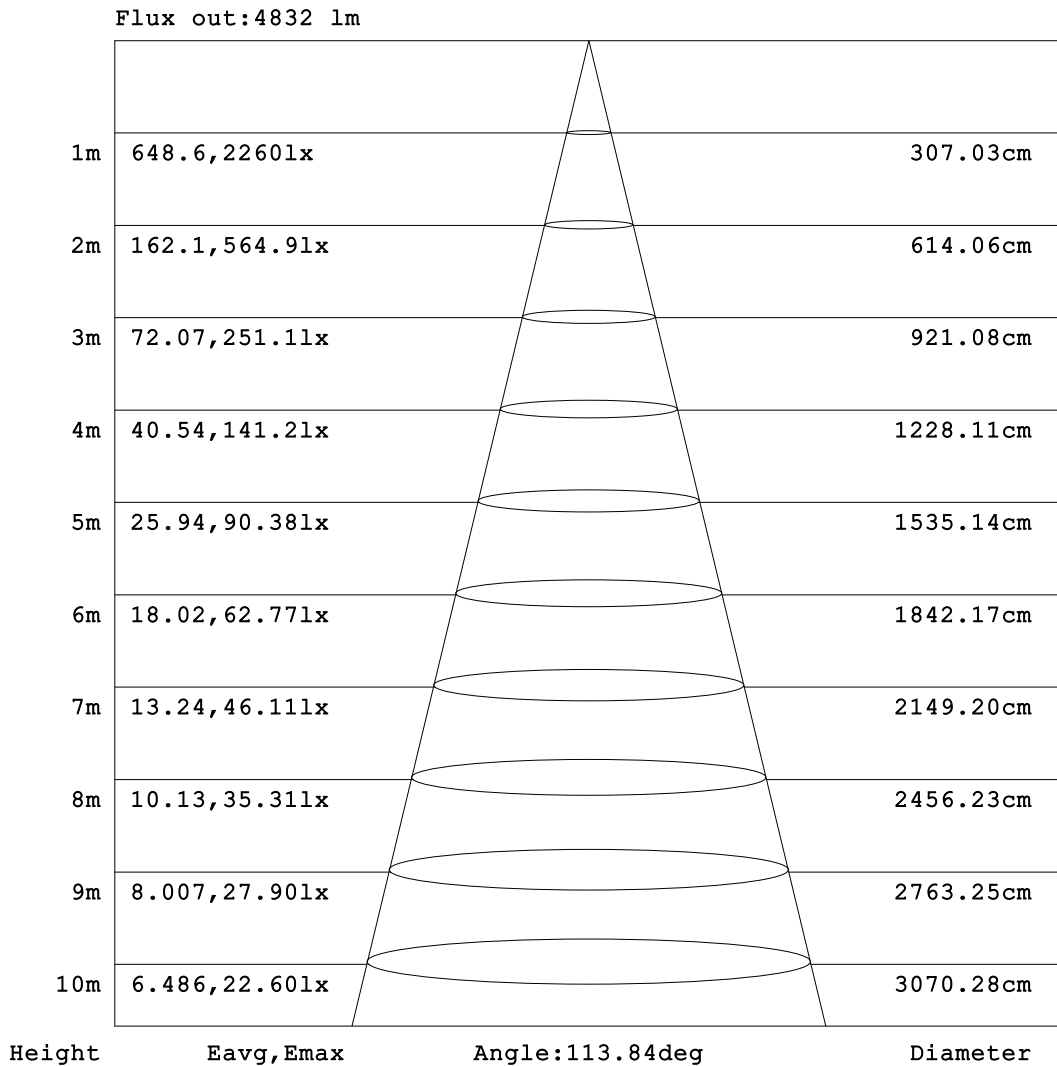 Flux out:4832 lm
1m 648.6,2260lx 307.03cm
2m 162.1,564.9lx 614.06cm
3m 72.07,251.1lx 921.08cm
4m 40.54,141.2lx 1228.11cm
5m 25.94,90.38lx 1535.14cm
6m 18.02,62.77lx 1842.17cm
7m 13.24,46.11lx 2149.20cm
8m 10.13,35.31lx 2456.23cm
9m 8.007,27.90lx 2763.25cm
10m 6.486,22.60lx 3070.28cm
Height Eavg,Emax Angle:113.84deg Diameter